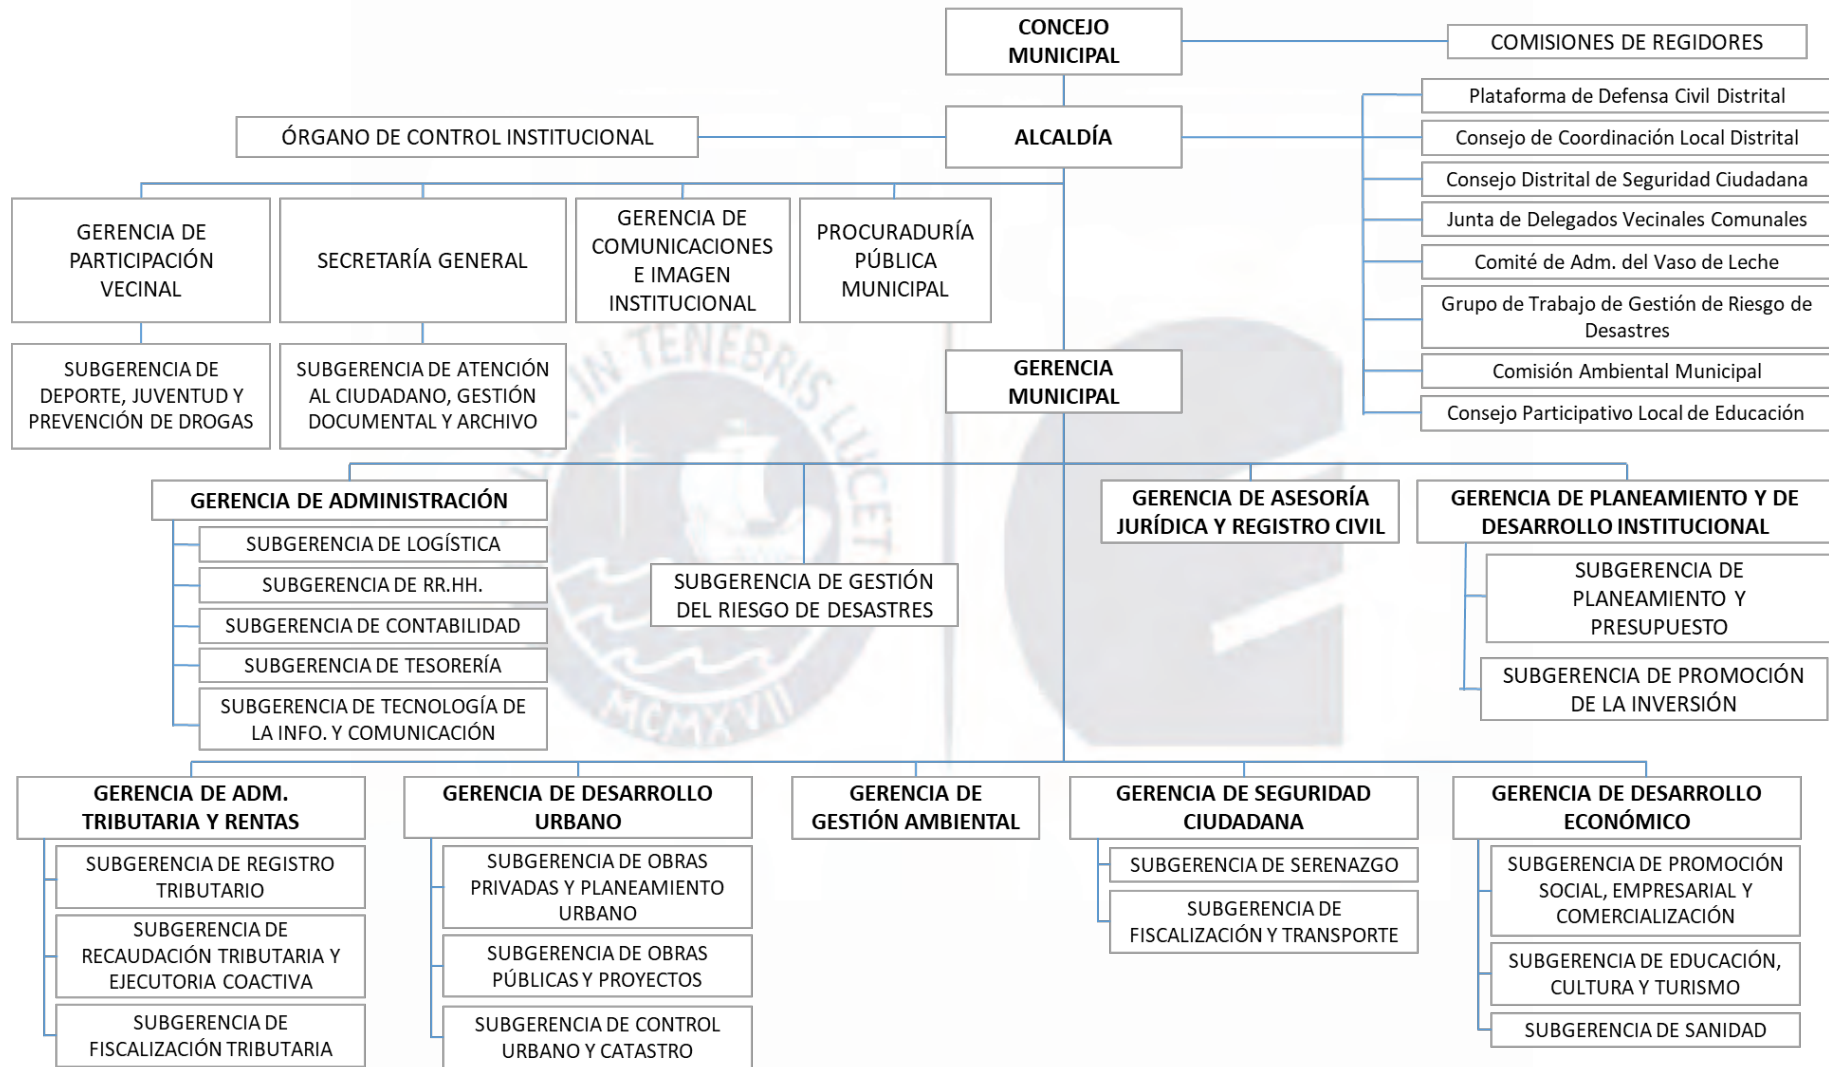 CONCEJO
MUNICIPAL
COMISIONES DE REGIDORES
ÓRGANO DE CONTROL INSTITUCIONAL
ALCALDÍA
Plataforma de Defensa Civil Distrital
Consejo de Coordinación Local Distrital
Consejo Distrital de Seguridad Ciudadana
Junta de Delegados Vecinales Comunales
Comité de Adm. del Vaso de Leche
Grupo de Trabajo de Gestión de Riesgo de
Desastres
Comisión Ambiental Municipal
Consejo Participativo Local de Educación
GERENCIA DE
PARTICIPACIÓN
VECINAL
SECRETARÍA GENERAL
GERENCIA DE
COMUNICACIONES
E IMAGEN
INSTITUCIONAL
PROCURADURÍA
PÚBLICA
MUNICIPAL
SUBGERENCIA DE
DEPORTE, JUVENTUD Y
PREVENCIÓN DE DROGAS
SUBGERENCIA DE ATENCIÓN
AL CIUDADANO, GESTIÓN
DOCUMENTAL Y ARCHIVO
GERENCIA
MUNICIPAL
IN TENEBRIS LUCET
MCMXVII
GERENCIA DE ADMINISTRACIÓN
SUBGERENCIA DE LOGÍSTICA
SUBGERENCIA DE RR.HH.
SUBGERENCIA DE CONTABILIDAD
SUBGERENCIA DE TESORERÍA
SUBGERENCIA DE TECNOLOGÍA DE
LA INFO. Y COMUNICACIÓN
SUBGERENCIA DE GESTIÓN
DEL RIESGO DE DESASTRES
GERENCIA DE ASESORÍA
JURÍDICA Y REGISTRO CIVIL
GERENCIA DE PLANEAMIENTO Y DE
DESARROLLO INSTITUCIONAL
SUBGERENCIA DE
PLANEAMIENTO Y
PRESUPUESTO
SUBGERENCIA DE PROMOCIÓN
DE LA INVERSIÓN
GERENCIA DE ADM.
TRIBUTARIA Y RENTAS
SUBGERENCIA DE REGISTRO
TRIBUTARIO
SUBGERENCIA DE
RECAUDACIÓN TRIBUTARIA Y
EJECUTORIA COACTIVA
SUBGERENCIA DE
FISCALIZACIÓN TRIBUTARIA
GERENCIA DE DESARROLLO
URBANO
SUBGERENCIA DE OBRAS
PRIVADAS Y PLANEAMIENTO
URBANO
SUBGERENCIA DE OBRAS
PÚBLICAS Y PROYECTOS
SUBGERENCIA DE CONTROL
URBANO Y CATASTRO
GERENCIA DE
GESTIÓN AMBIENTAL
GERENCIA DE SEGURIDAD
CIUDADANA
SUBGERENCIA DE SERENAZGO
SUBGERENCIA DE
FISCALIZACIÓN Y TRANSPORTE
GERENCIA DE DESARROLLO
ECONÓMICO
SUBGERENCIA DE PROMOCIÓN
SOCIAL, EMPRESARIAL Y
COMERCIALIZACIÓN
SUBGERENCIA DE EDUCACIÓN,
CULTURA Y TURISMO
SUBGERENCIA DE SANIDAD